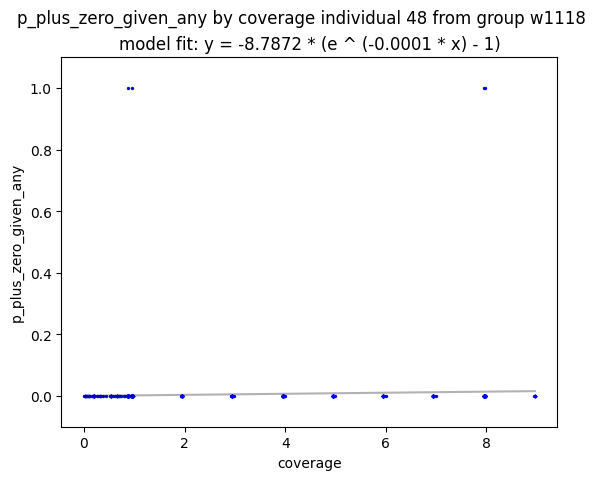 p_plus_zero_given_any by coverage individual 48 from group w1118
model fit: y = -8.7872 * (e ^ (-0.0001 * x) - 1)
1.0
0.8
0.6
0.4
0.2
0.0
p_plus_zero_given_any
0 2 4 6 8
coverage